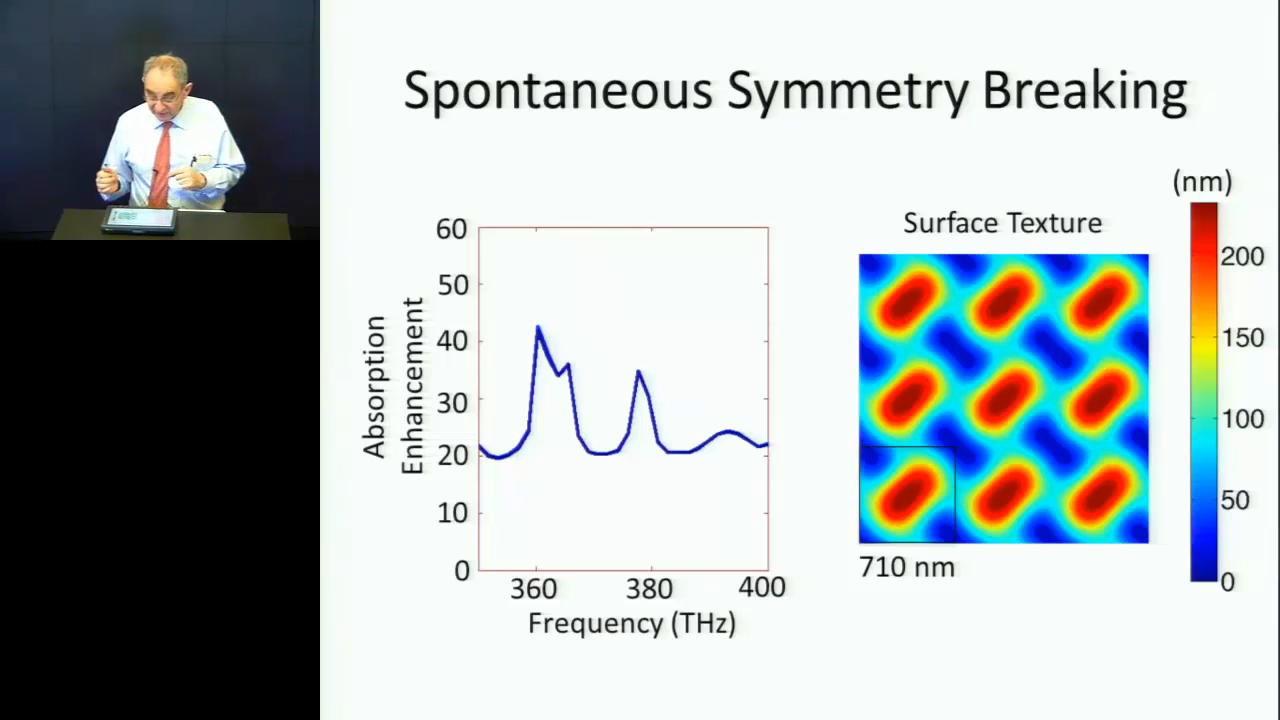 Spontaneous Symmetry Breaking
(nm)
Surface Texture
200
150
100
50
0
710 nm
Absorption
Enhancement
60
50
40
30
20
10
0
360
380
400
Frequency (THz)